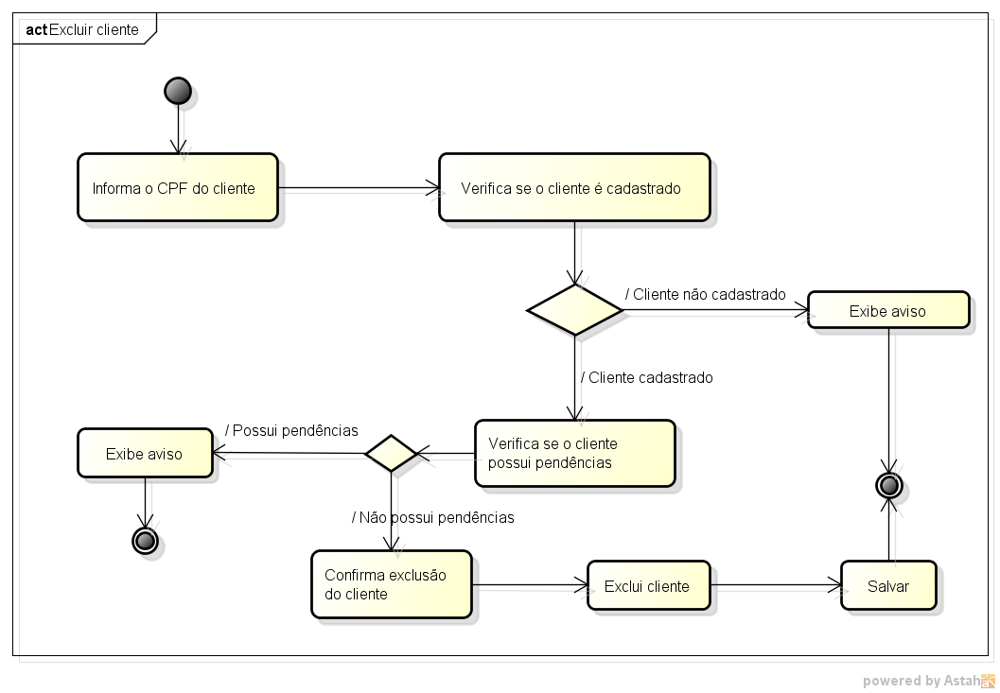 act Excluir cliente
Informa o CPF do cliente
Verifica se o cliente é cadastrado
/ Cliente não cadastrado
Exibe aviso
/ Cliente cadastrado
/ Possui pendências
Verifica se o cliente
possui pendências
Exibe aviso
/ Não possui pendências
Confirma exclusão
do cliente
Exclui cliente
Salvar
powered by Astah